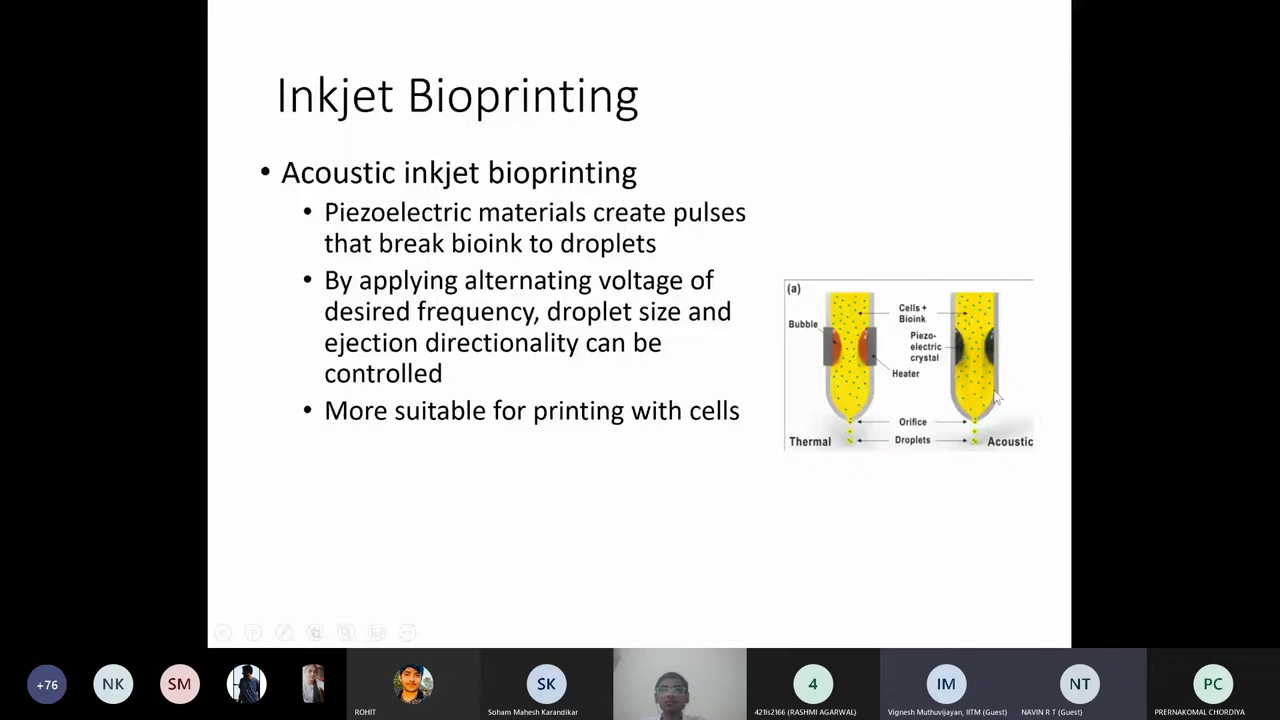 Inkjet Bioprinting
• Acoustic inkjet bioprinting
• Piezoelectric materials create pulses
that break bioink to droplets
• By applying alternating voltage of
desired frequency, droplet size and
ejection directionality can be
controlled
• More suitable for printing with cells
(a)
Bubble
Cells +
Bioink
Piezo-
electric
crystal
Heater
Orifice
Droplets
Thermal
Acoustic
+76
NK
SM
ROHIT
SK
Soham Mahesh Karandikar
4
421ls2166 (RASHMI AGARWAL)
IM
Vignesh Muthuvijayan, IITM (Guest)
NT
NAVIN R T (Guest)
PC
PRERNAKOMAL CHORDIYA